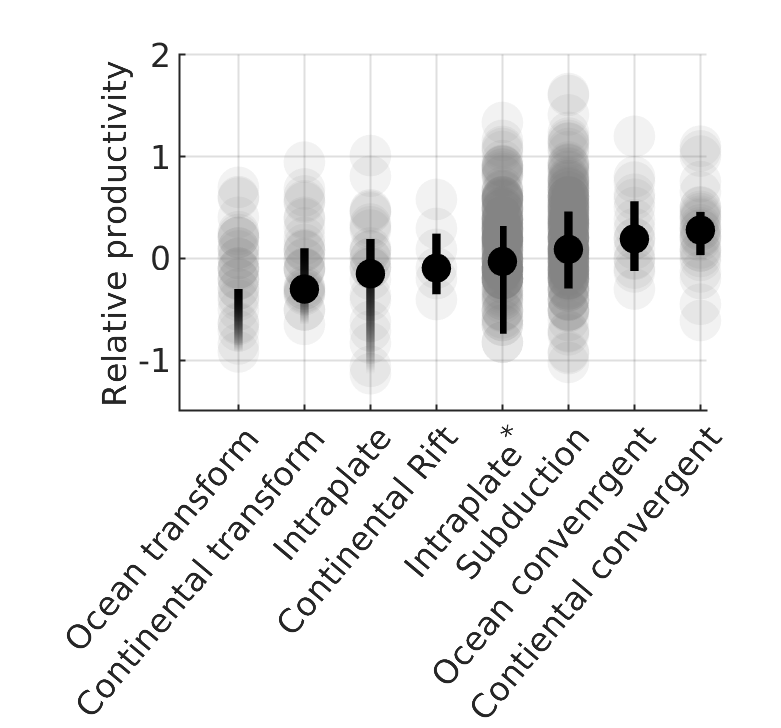 Relative productivity
2
1
0
-1
Ocean transform
Continental transform
Intraplate
Continental Rift
Intraplate *
Subduction
Ocean convenrgent
Contiental convergent